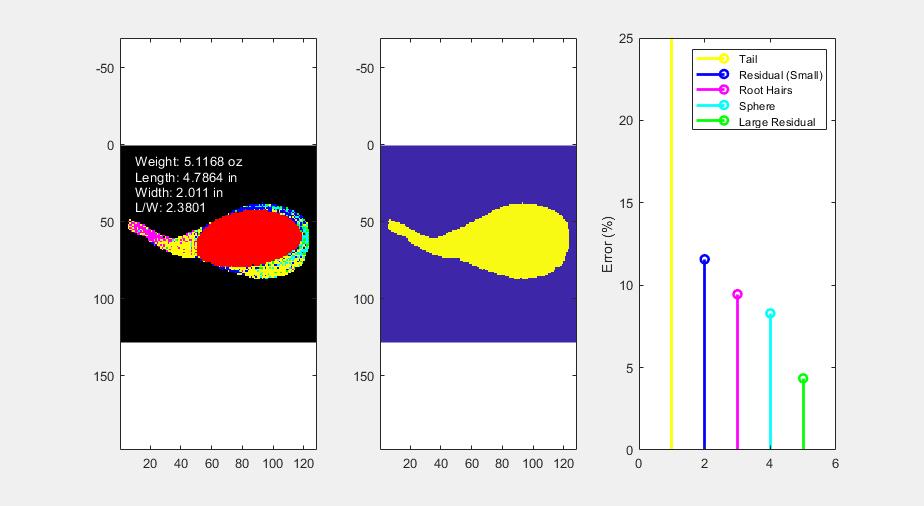 Weight: 5.1168 oz
Length: 4.7864 in
Width: 2.011 in
L/W: 2.3801
-50
0
50
100
150
20 40 60 80 100 120
-50
0
50
100
150
20 40 60 80 100 120
Error (%)
25
20
15
10
5
0
0 2 4 6
Tail
Residual (Small)
Root Hairs
Sphere
Large Residual